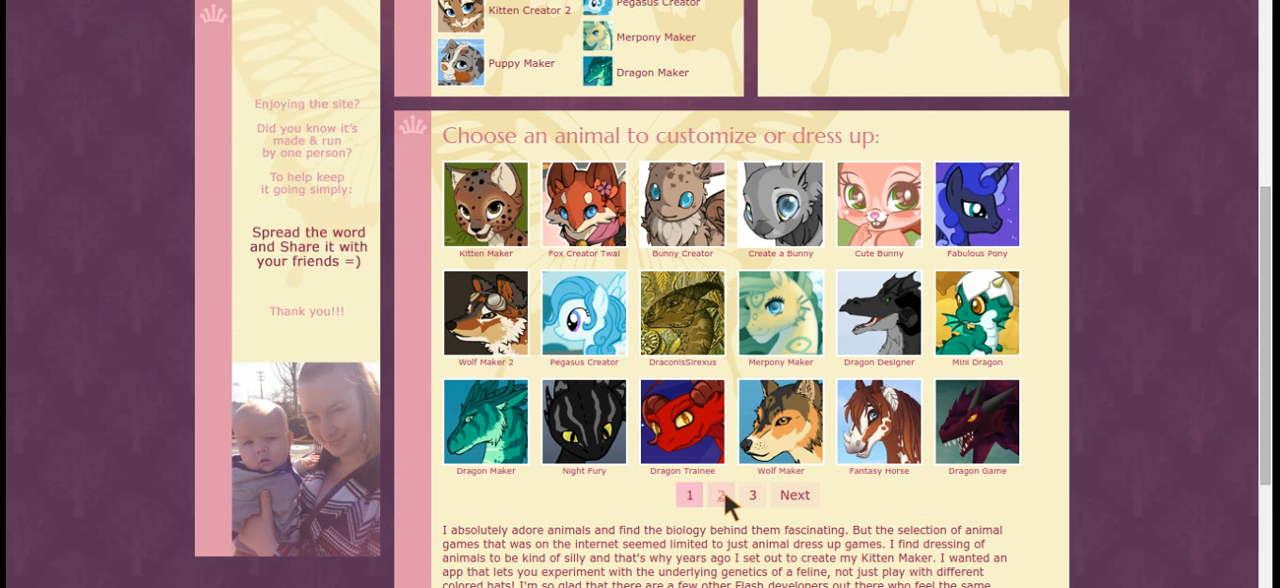 Kitten Creator 2
Pegasus Creator
Merpony Maker
Puppy Maker
Dragon Maker
Enjoying the site?
Did you know it's
made & run
by one person?
To help keep
it going simply:
Spread the word
and Share it with
your friends =)
Thank you!!!
Choose an animal to customize or dress up:
Kitten Maker
Fox Creator Twai
Bunny Creator
Create a Bunny
Cute Bunny
Fabulous Pony
Wolf Maker 2
Pegasus Creator
DraconisSirexus
Merpony Maker
Dragon Designer
Mini Dragon
Dragon Maker
Night Fury
Dragon Trainee
Wolf Maker
Fantasy Horse
Dragon Game
1 2 3 Next
I absolutely adore animals and find the biology behind them fascinating. But the selection of animal
games that was on the internet seemed limited to just animal dress up games. I find dressing of
animals to be kind of silly and that's why years ago I set out to create my Kitten Maker. I wanted an
app that lets you experiment with the underlying genetics of a feline, not just play with different
colored hats! I'm so glad that there are a few other Flash developers out there who feel the same